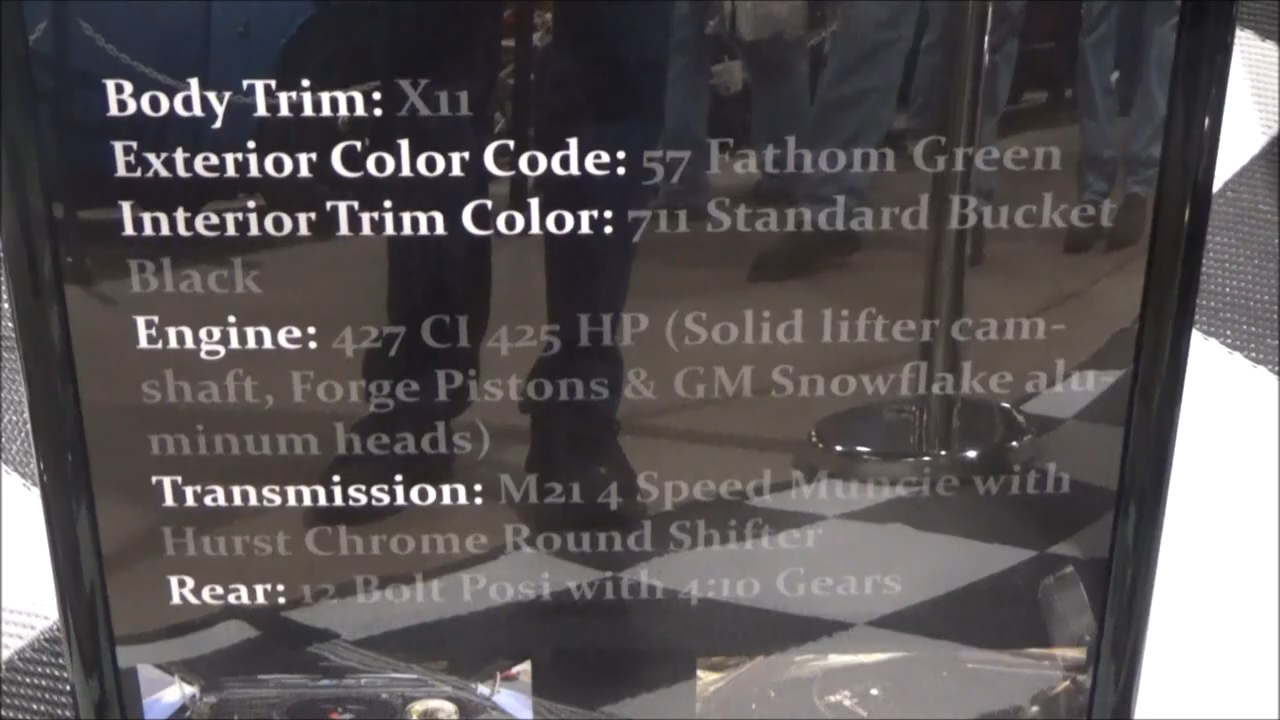 Body Trim: X11
Exterior Color Code: 57 Fathom Green
Interior Trim Color: 711 Standard Bucket
Black
Engine: 427 CI 425 HP (Solid lifter cam-
shaft, Forge Pistons & GM Snowflake alu-
minum heads)
Transmission: M21 4 Speed Muncie with
Hurst Chrome Round Shifter
Rear: 12 Bolt Posi with 4:10 Gears